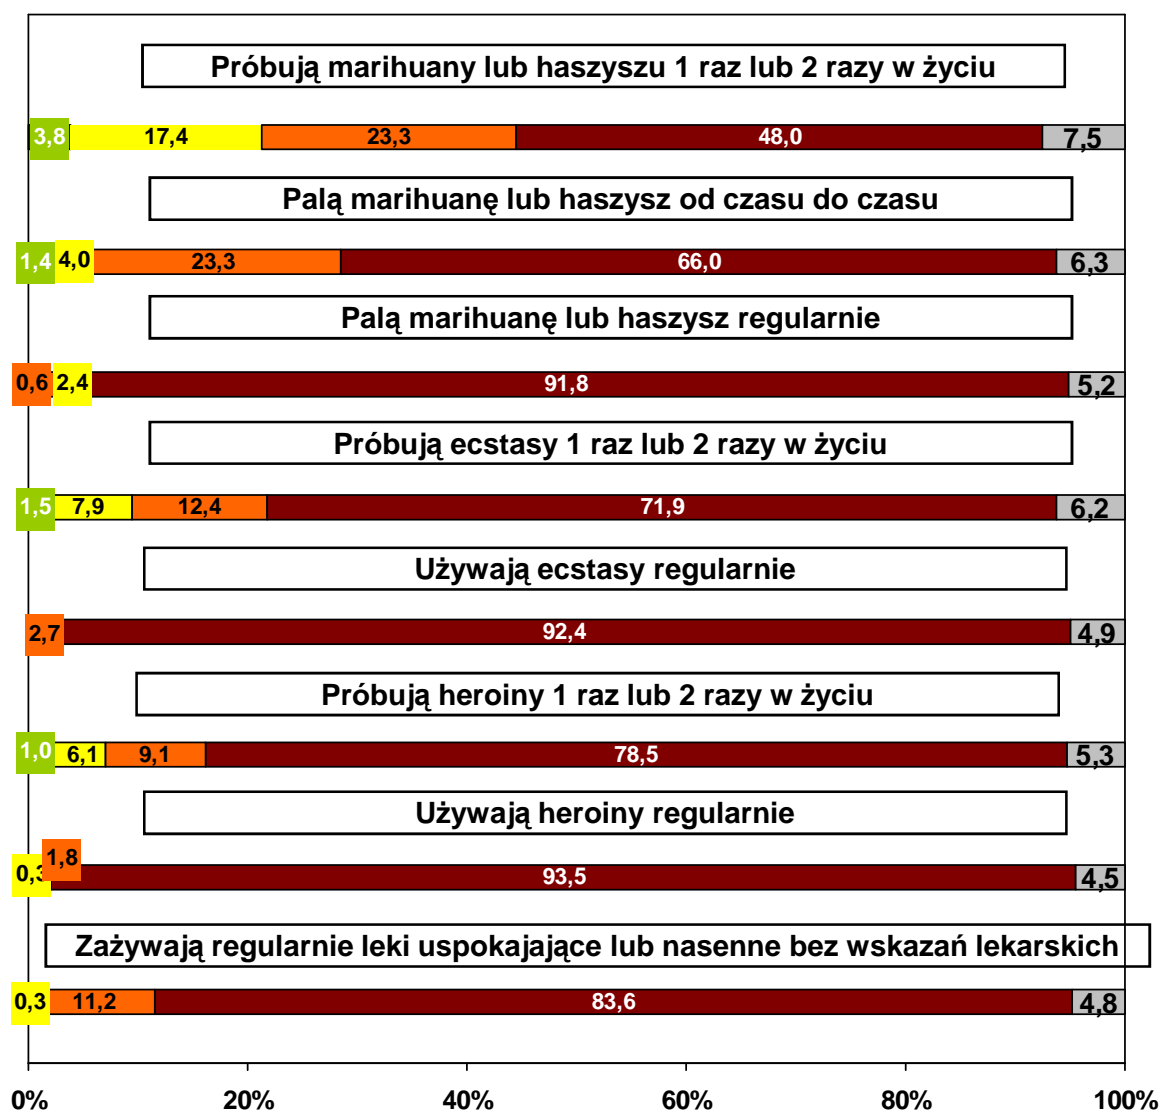 Próbują marihuany lub haszyszu 1 raz lub 2 razy w życiu
3,8 17,4 23,3 48,0 7,5
Palą marihuanę lub haszysz od czasu do czasu
1,4 4,0 23,3 66,0 6,3
Palą marihuanę lub haszysz regularnie
0,6 2,4 91,8 5,2
Próbują ecstasy 1 raz lub 2 razy w życiu
1,5 7,9 12,4 71,9 6,2
Używają ecstasy regularnie
2,7 92,4 4,9
Próbują heroiny 1 raz lub 2 razy w życiu
1,0 6,1 9,1 78,5 5,3
Używają heroiny regularnie
0,3 1,8 93,5 4,5
Zażywają regularnie leki uspokajające lub nasenne bez wskazań lekarskich
0,3 11,2 83,6 4,8
0% 20% 40% 60% 80% 100%